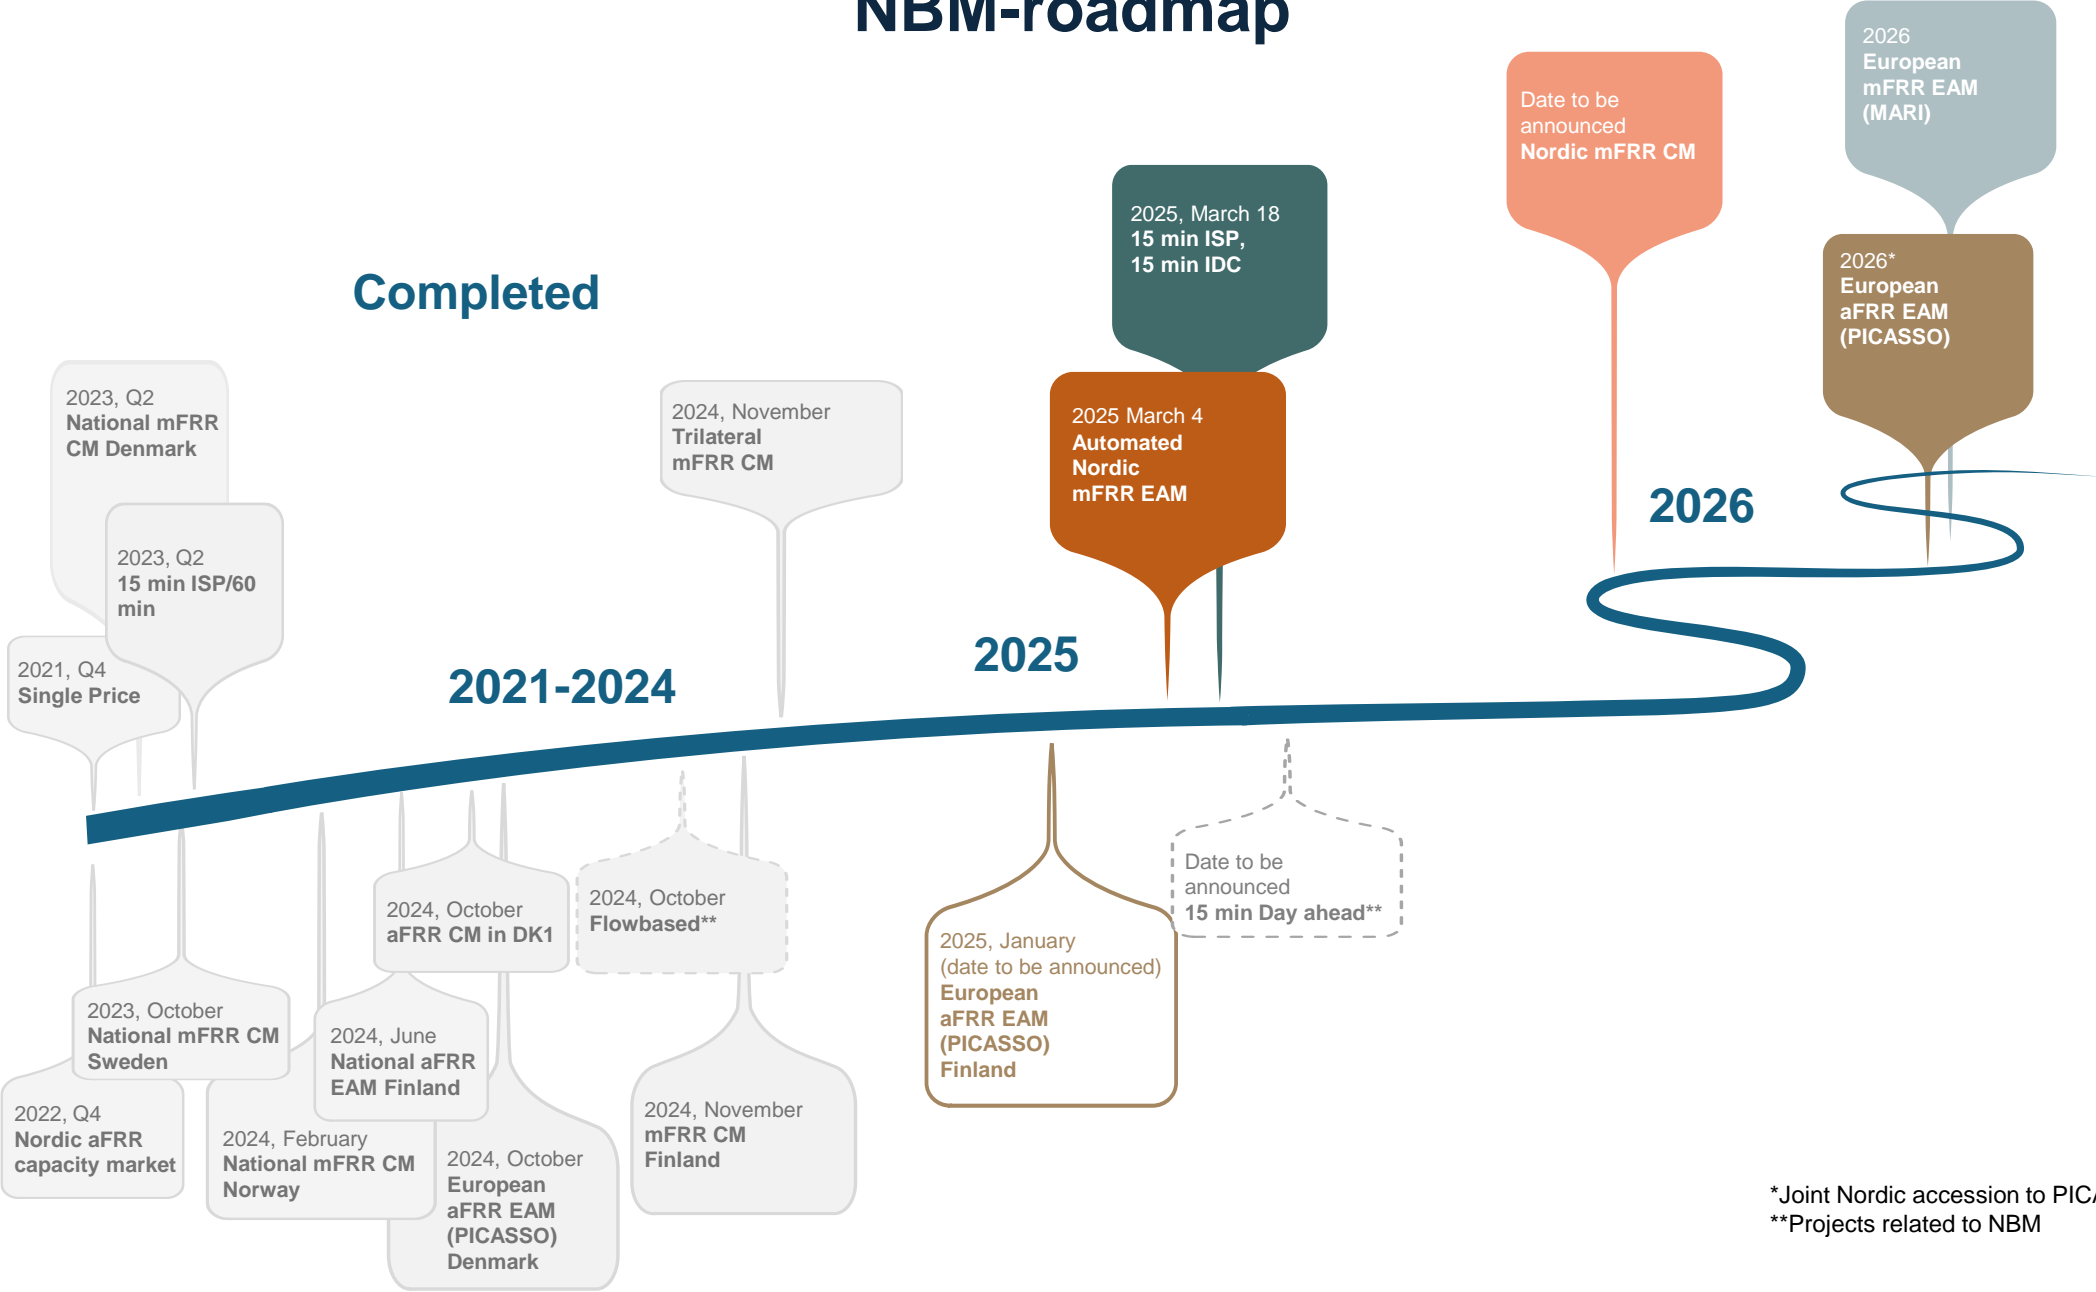 NBM-roadmap
2026
European
mFRR EAM
(MARI)
Date to be
announced
Nordic mFRR CM
2025, March 18
15 min ISP,
15 min IDC
2026*
European
aFRR EAM
(PICASSO)
Completed
2023, Q2
National mFRR
CM Denmark
2024, November
Trilateral
mFRR CM
2025 March 4
Automated
Nordic
mFRR EAM
2026
2023, Q2
15 min ISP/60
min
2021, Q4
Single Price
2021-2024
2025
2024, October
aFRR CM in DK1
2024, October
Flowbased**
Date to be
announced
15 min Day ahead**
2025, January
(date to be announced)
European
aFRR EAM
(PICASSO)
Finland
2023, October
National mFRR CM
Sweden
2024, June
National aFRR
EAM Finland
2022, Q4
Nordic aFRR
capacity market
2024, February
National mFRR CM
Norway
2024, October
European
aFRR EAM
(PICASSO)
Denmark
2024, November
mFRR CM
Finland
*Joint Nordic accession to
**Projects related to NBM